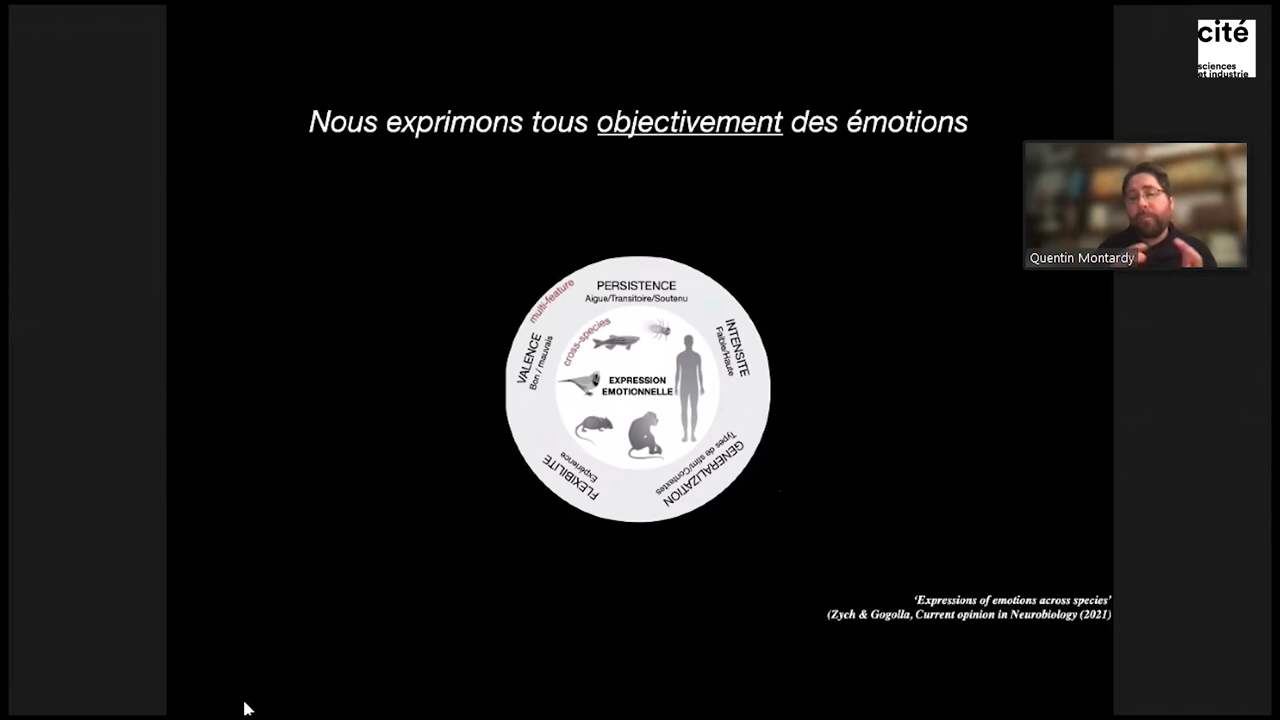 cité
sciences
et industrie
Nous exprimons tous objectivement des émotions
Quentin Montardy
multi-feature
PERSISTENCE
Aigue/Transitoire/Soutenu
INTENSITE
Faible/Haute
GENERALIZATION
Types de stim/Contextes
FLEXIBILITE
Expérience
VALENCE
Bon / mauvais
cross-species
EXPRESSION
EMOTIONNELLE
‘Expressions of emotions across species’
(Zych & Gogolla, Current opinion in Neurobiology (2021)